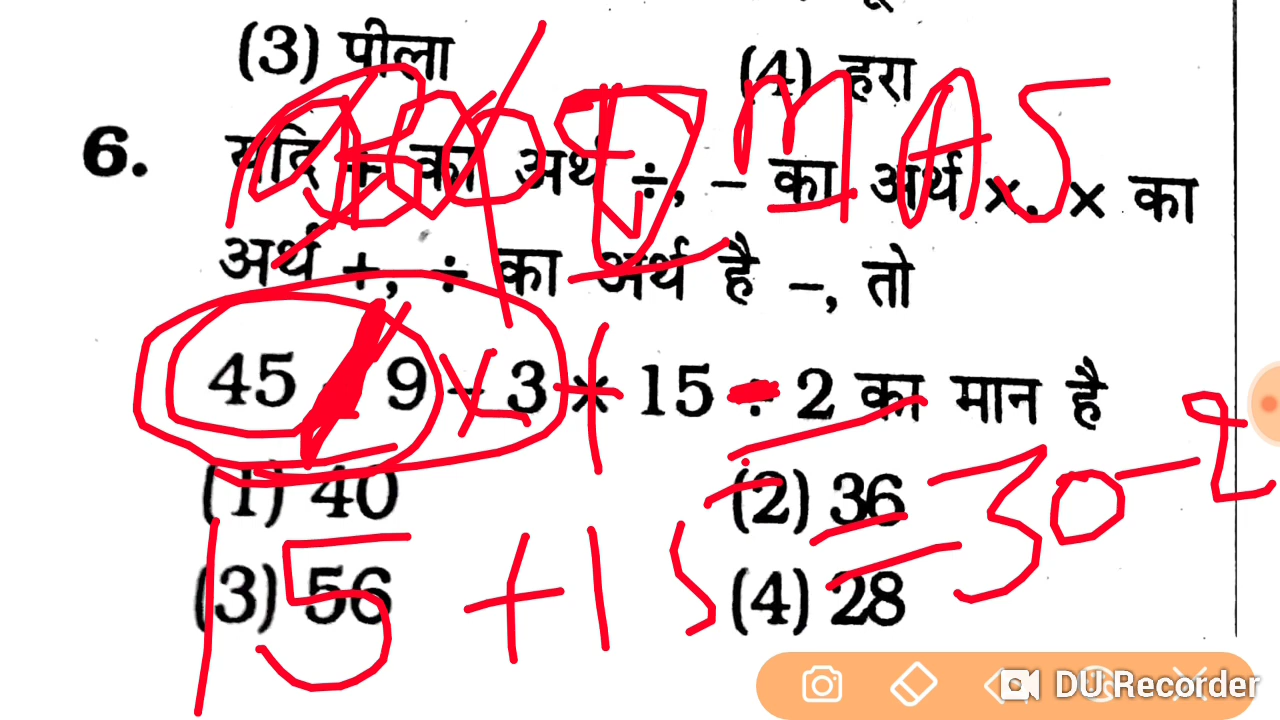 (3) पीला (4) हरा
BODMAS
6. यदि + का अर्थ ÷, – का अर्थ ×, × का
अर्थ +, ÷ का अर्थ है –, तो
45 + 9 – 3 × 15 ÷ 2 का मान है
(1) 40 (2) 36
= 30 - 2
(3) 56 (4) 28
15 + 15
DU Recorder